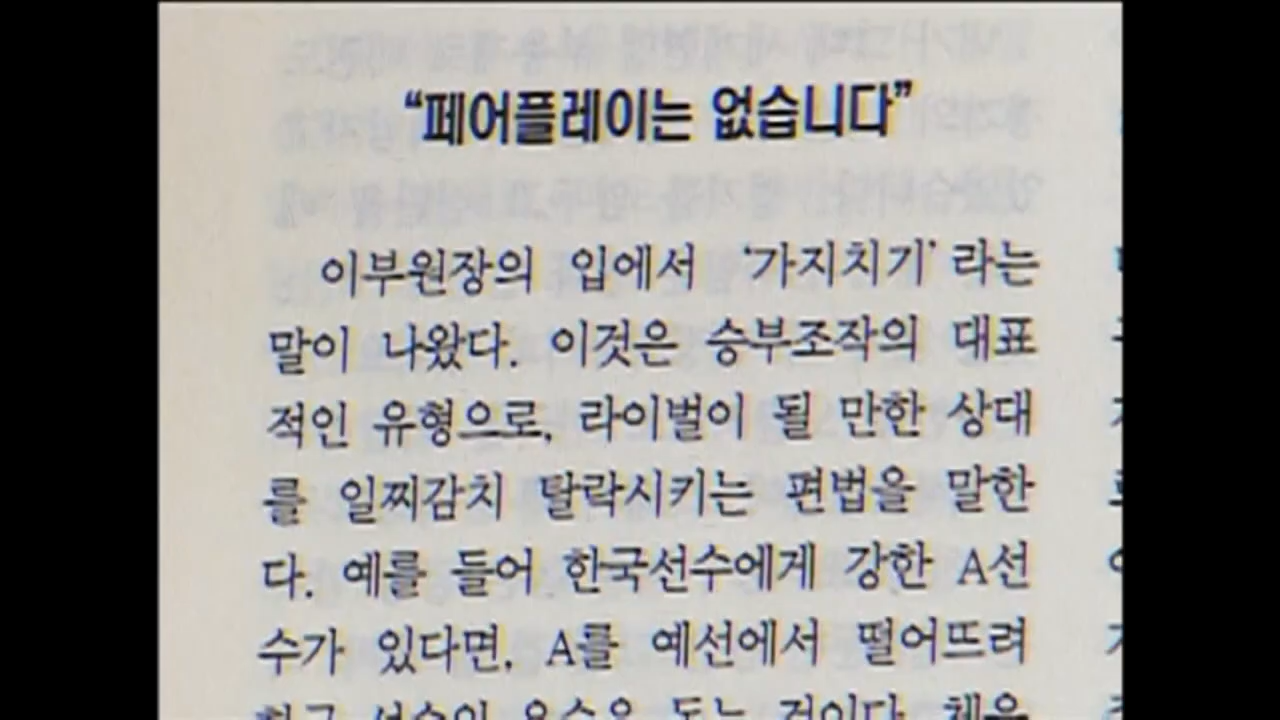 “페어플레이는 없습니다”
이부원장의 입에서 ‘가지치기’ 라는
말이 나왔다. 이것은 승부조작의 대표
적인 유형으로, 라이벌이 될 만한 상대
를 일찌감치 탈락시키는 편법을 말한
다. 예를 들어 한국선수에게 강한 A선
수가 있다면, A를 예선에서 떨어뜨려